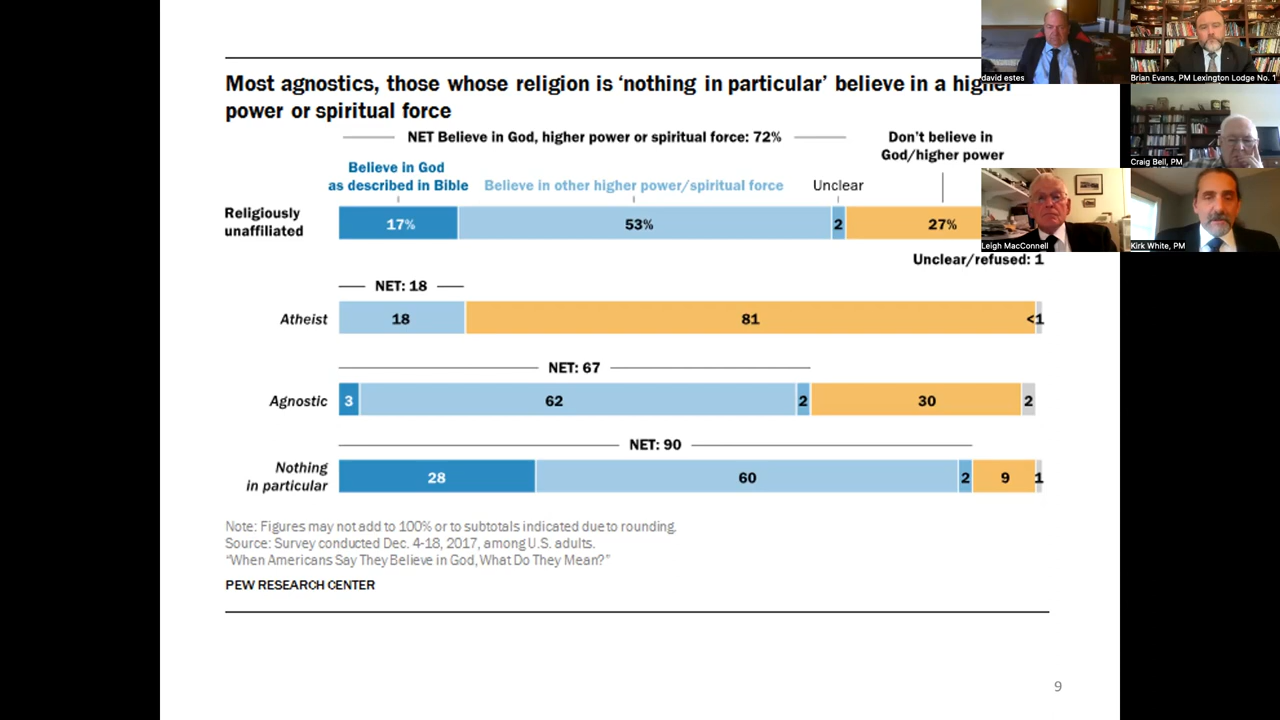 Most agnostics, those whose religion is ‘nothing in particular’ believe in a higher
power or spiritual force
NET Believe in God, higher power or spiritual force: 72%
Don’t believe in
God/higher power
Believe in God
as described in Bible
Believe in other higher power/spiritual force
Unclear
Religiously
unaffiliated
17%
53%
2
27%
Unclear/refused: 1
NET: 18
Atheist
18
81
<1
NET: 67
Agnostic
3
62
2
30
2
NET: 90
Nothing
in particular
28
60
2
9
1
Note: Figures may not add to 100% or to subtotals indicated due to rounding.
Source: Survey conducted Dec. 4-18, 2017, among U.S. adults.
“When Americans Say They Believe in God, What Do They Mean?”
PEW RESEARCH CENTER
9
david estes
Brian Evans, PM Lexington Lodge No. 1
Craig Bell, PM
Leigh MacConnell
Kirk White, PM